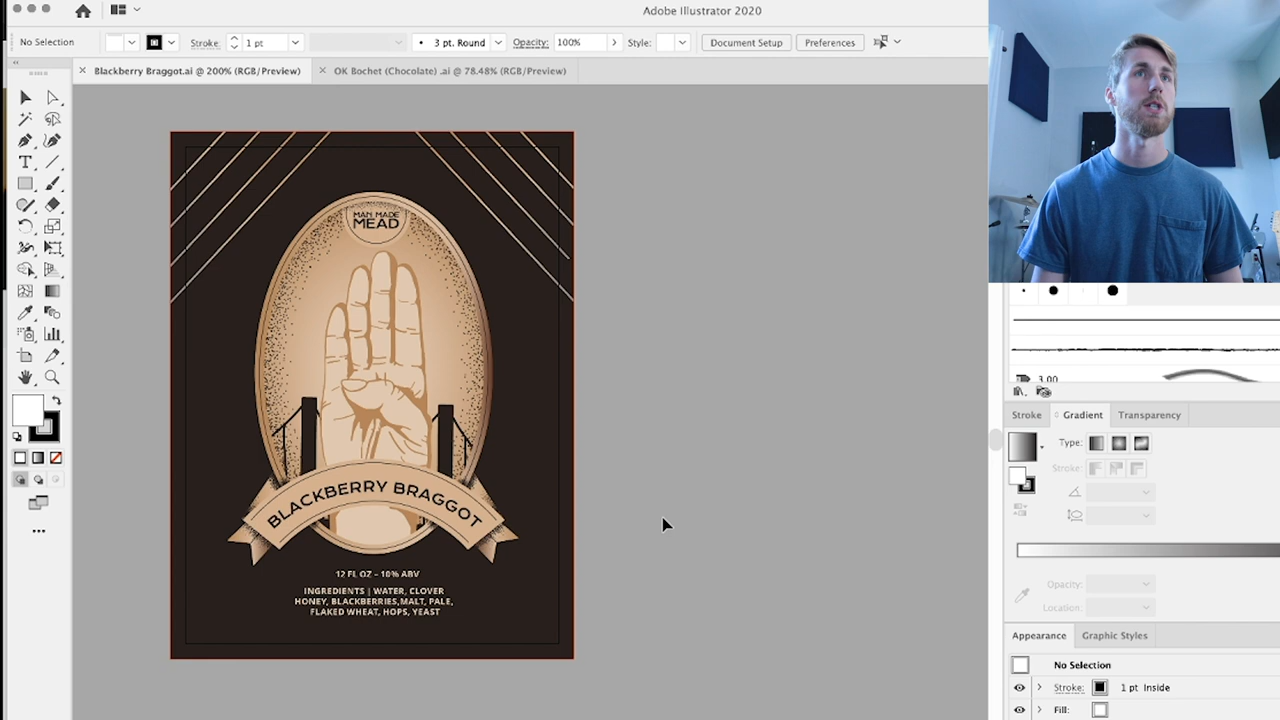 Adobe Illustrator 2020
No Selection
Stroke:
1 pt
3 pt. Round
Opacity:
100%
Style:
Document Setup
Preferences
Blackberry Braggot.ai @ 200% (RGB/Preview)
OK Bochet (Chocolate) .ai @ 78.48% (RGB/Preview)
MAN MADE
MEAD
BLACKBERRY BRAGGOT
12 FL OZ - 10% ABV
INGREDIENTS | WATER, CLOVER
HONEY, BLACKBERRIES,MALT, PALE,
FLAKED WHEAT, HOPS, YEAST
3.00
Stroke
Gradient
Transparency
Type:
Stroke:
Opacity:
Location:
Appearance
Graphic Styles
No Selection
Stroke:
1 pt Inside
Fill: